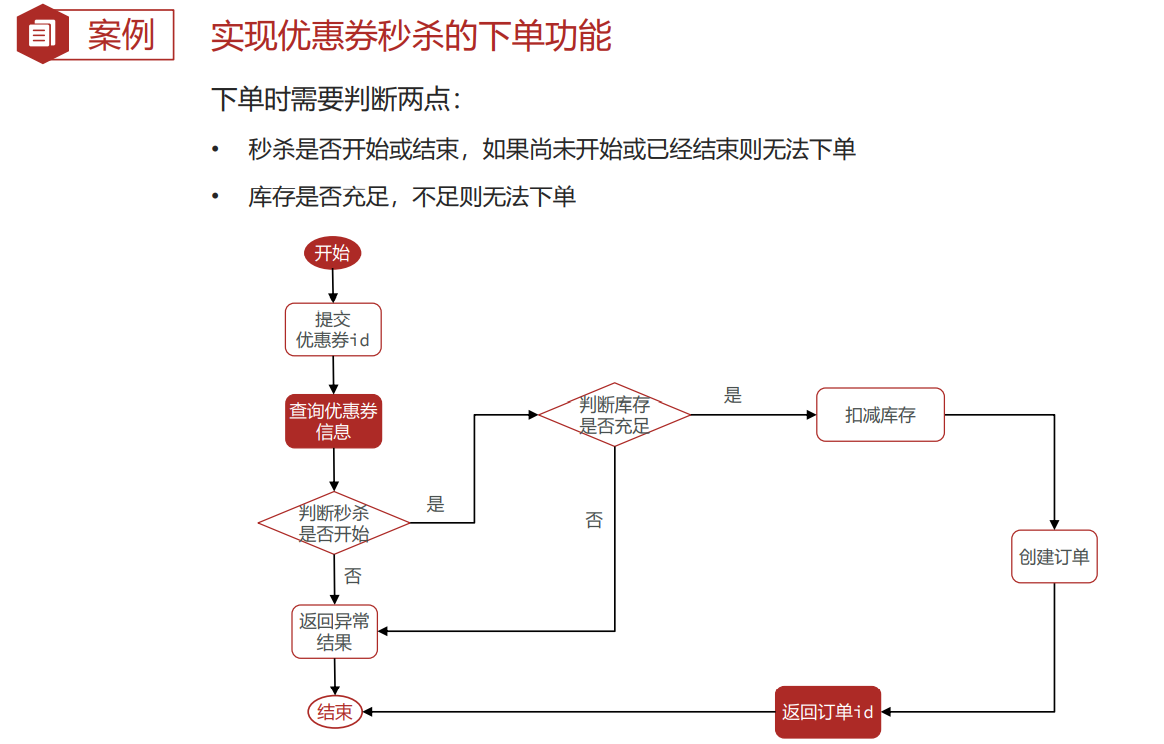 案例
实现优惠券秒杀的下单功能
下单时需要判断两点：
• 秒杀是否开始或结束，如果尚未开始或已经结束则无法下单
• 库存是否充足，不足则无法下单
开始
提交
优惠券id
查询优惠券
信息
判断秒杀
是否开始
是
否
返回异常
结果
结束
判断库存
是否充足
是
否
扣减库存
创建订单
返回订单id